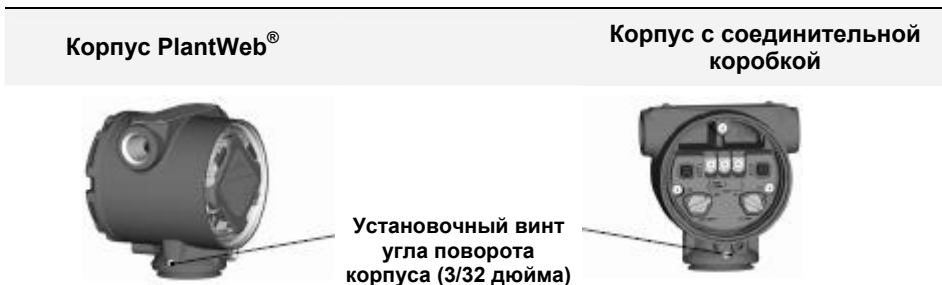 Корпус PlantWeb®
Корпус с соединительной
коробкой
Установочный винт
угла поворота
корпуса (3/32 дюйма)